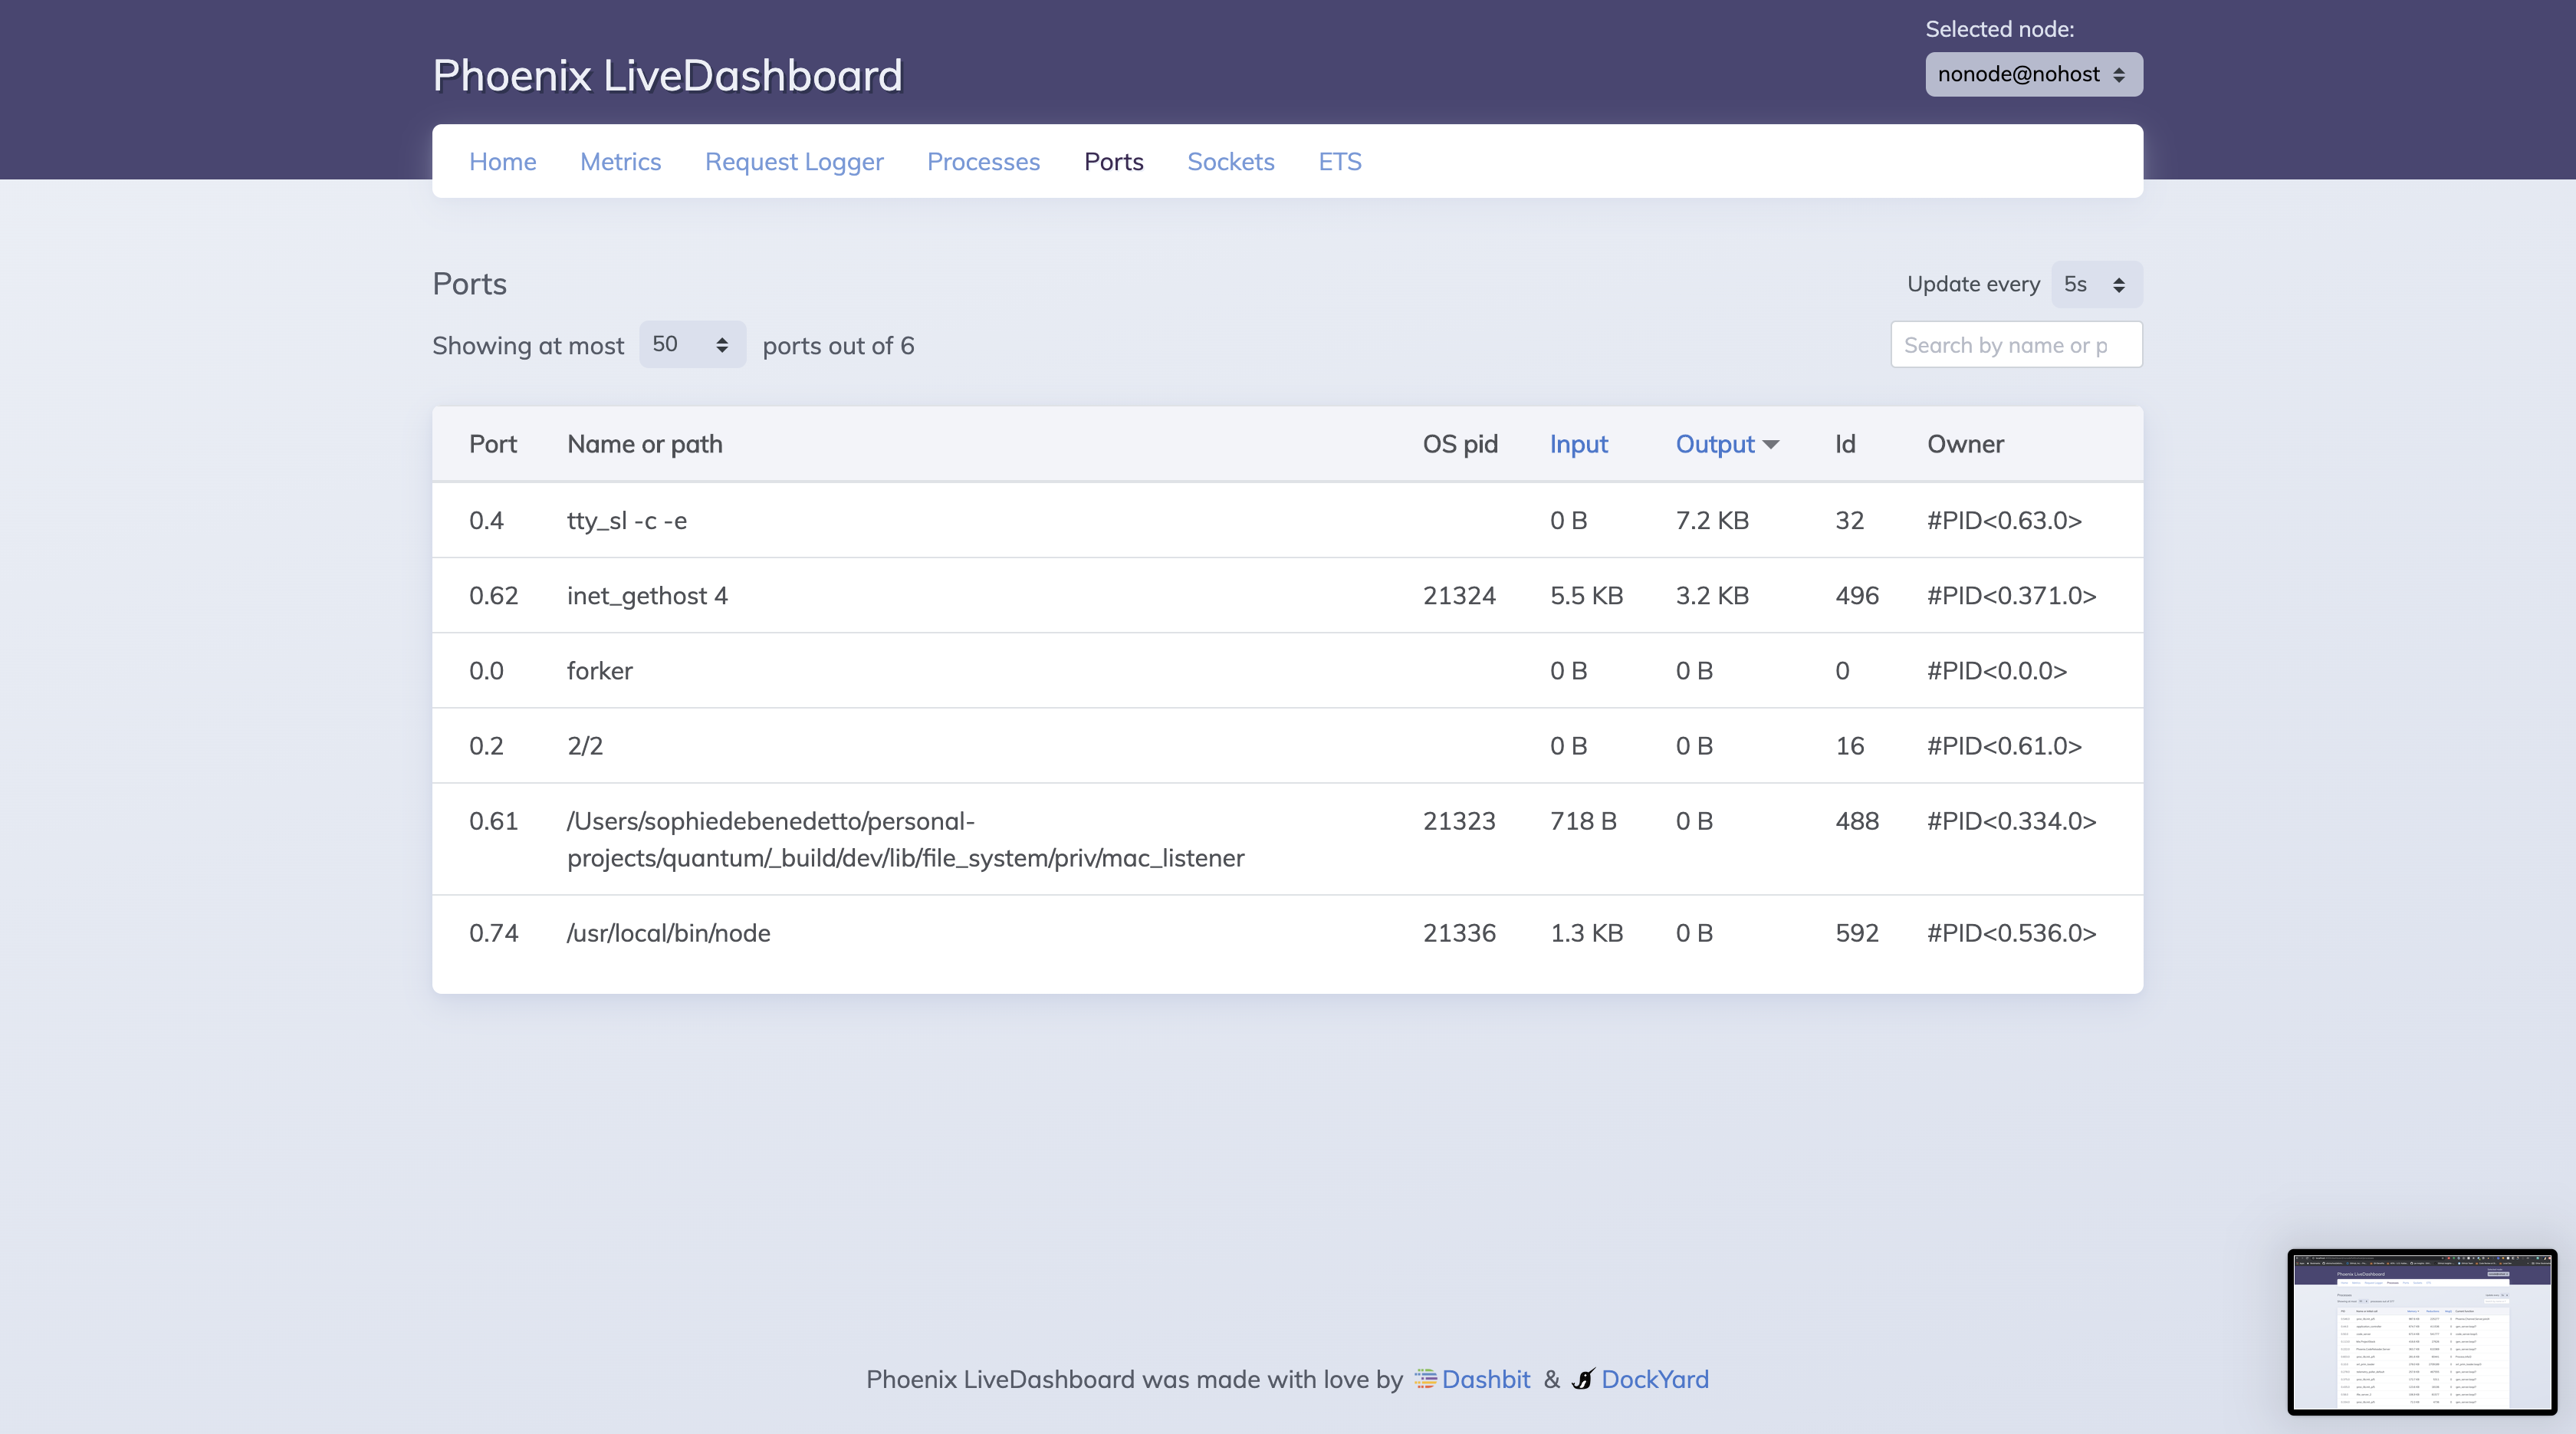 Selected node:
Phoenix LiveDashboard
nonode@nohost
Home Metrics Request Logger Processes Ports Sockets ETS
Ports
Update every 5s
Showing at most 50 ports out of 6
Search by name or p
Port Name or path OS pid Input Output Id Owner
0.4 tty_sl -c -e 0 B 7.2 KB 32 #PID<0.63.0>
0.62 inet_gethost 4 21324 5.5 KB 3.2 KB 496 #PID<0.371.0>
0.0 forker 0 B 0 B 0 #PID<0.0.0>
0.2 2/2 0 B 0 B 16 #PID<0.61.0>
0.61 /Users/sophiedebenedetto/personal- 21323 718 B 0 B 488 #PID<0.334.0>
projects/quantum/_build/dev/lib/file_system/priv/mac_listener
0.74 /usr/local/bin/node 21336 1.3 KB 0 B 592 #PID<0.536.0>
Phoenix LiveDashboard was made with love by Dashbit & DockYard
Phoenix LiveDashboard